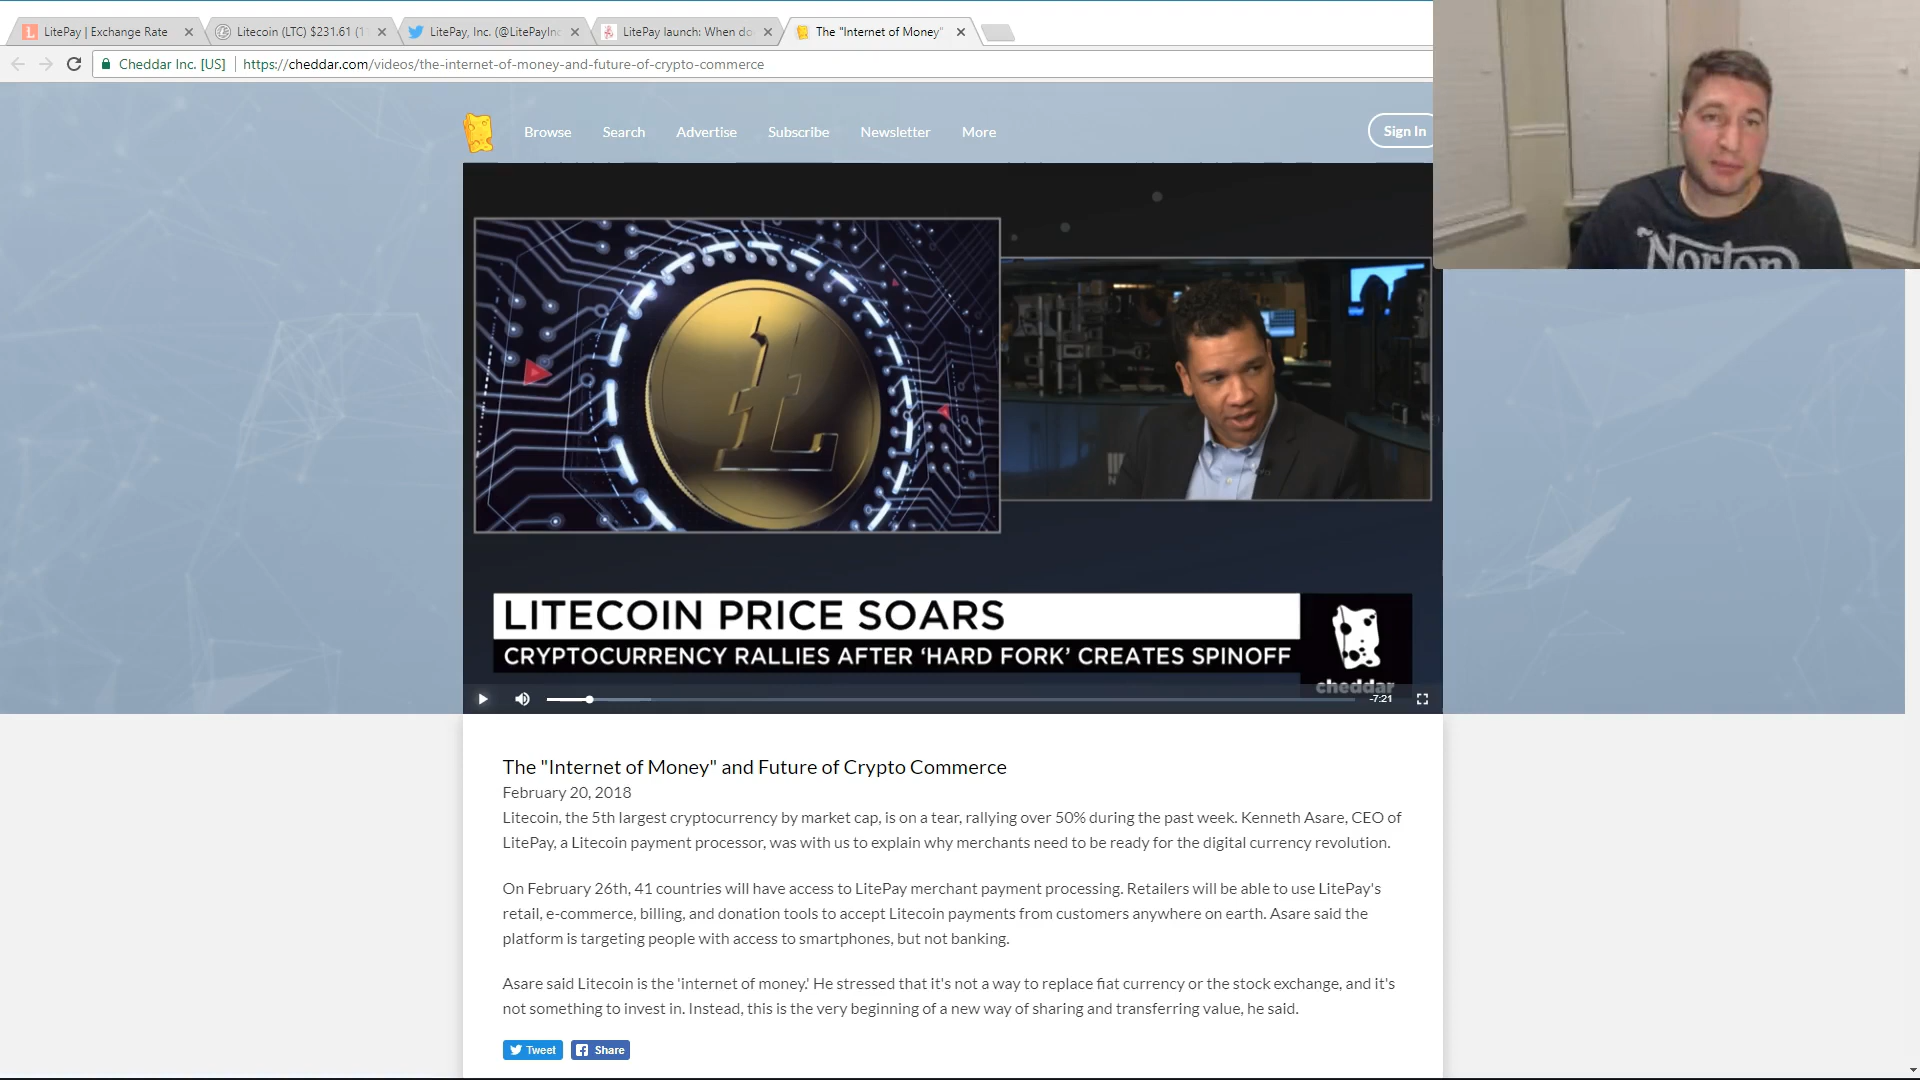 LitePay | Exchange Rate
Litecoin (LTC) $231.61 (1
LitePay, Inc. (@LitePayInc
LitePay launch: When do
The "Internet of Money"
Cheddar Inc. [US] https://cheddar.com/videos/the-internet-of-money-and-future-of-crypto-commerce
Browse Search Advertise Subscribe Newsletter More Sign In
Norton
LITECOIN PRICE SOARS
CRYPTOCURRENCY RALLIES AFTER ‘HARD FORK’ CREATES SPINOFF
cheddar
-7:21
The "Internet of Money" and Future of Crypto Commerce
February 20, 2018
Litecoin, the 5th largest cryptocurrency by market cap, is on a tear, rallying over 50% during the past week. Kenneth Asare, CEO of
LitePay, a Litecoin payment processor, was with us to explain why merchants need to be ready for the digital currency revolution.
On February 26th, 41 countries will have access to LitePay merchant payment processing. Retailers will be able to use LitePay's
retail, e-commerce, billing, and donation tools to accept Litecoin payments from customers anywhere on earth. Asare said the
platform is targeting people with access to smartphones, but not banking.
Asare said Litecoin is the 'internet of money.' He stressed that it's not a way to replace fiat currency or the stock exchange, and it's
not something to invest in. Instead, this is the very beginning of a new way of sharing and transferring value, he said.
Tweet
Share